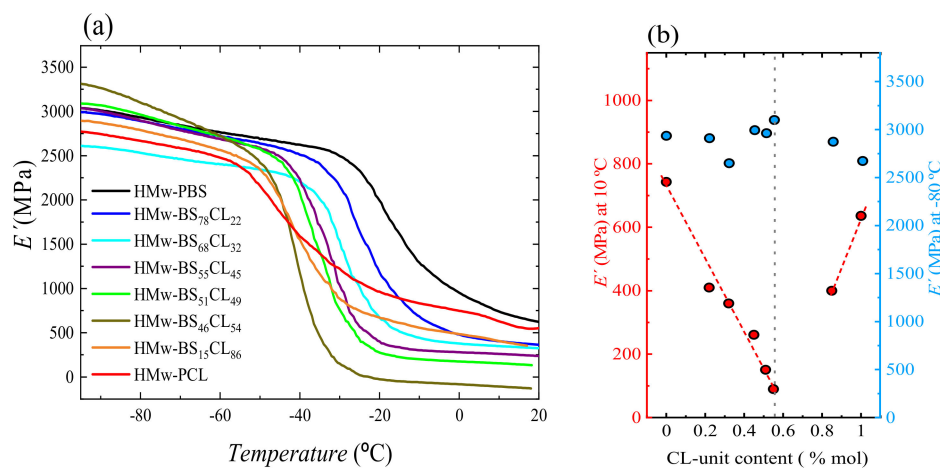 (a)
3500
3000
2500
2000
1500
1000
500
0
E´(MPa)
HMw-PBS
HMw-BS₇₈CL₂₂
HMw-BS₆₈CL₃₂
HMw-BS₅₅CL₄₅
HMw-BS₅₁CL₄₉
HMw-BS₄₆CL₅₄
HMw-BS₁₅CL₈₆
HMw-PCL
-80 -60 -40 -20 0 20
Temperature (ºC)
(b)
1000
800
600
400
200
0
E´ (MPa) at 10 ºC
3500
3000
2500
2000
1500
1000
500
0
E´ (MPa) at -80 ºC
0 0.2 0.4 0.6 0.8 1
CL-unit content ( % mol)